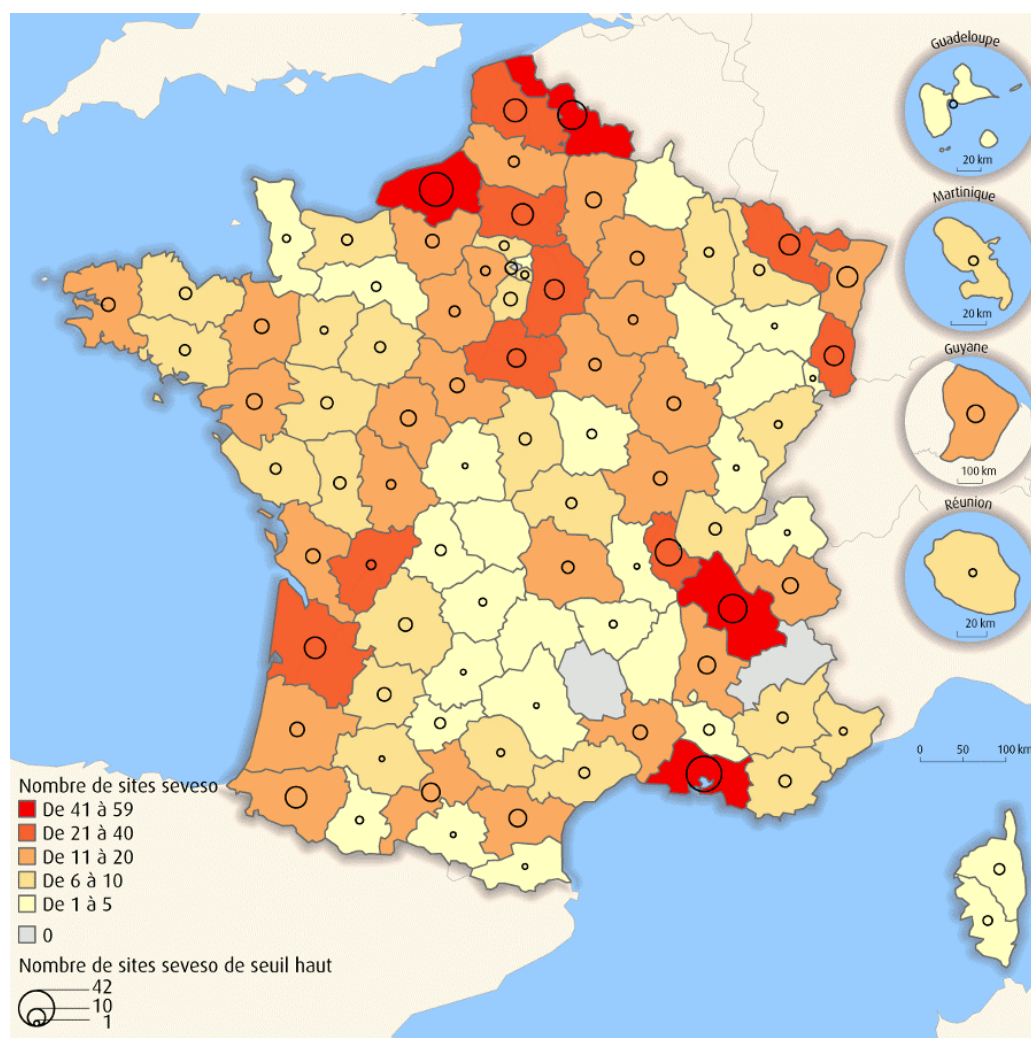 Guadeloupe
20 km
Martinique
20 km
Guyane
100 km
Réunion
20 km
0 50 100 km
Nombre de sites seveso
De 41 à 59
De 21 à 40
De 11 à 20
De 6 à 10
De 1 à 5
0
Nombre de sites seveso de seuil haut
42
10
1